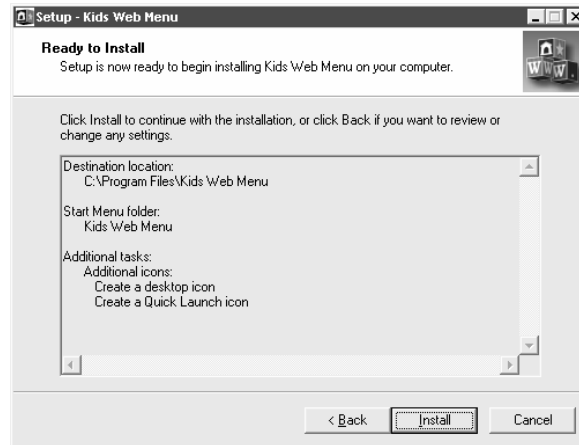 Setup - Kids Web Menu
Ready to Install
Setup is now ready to begin installing Kids Web Menu on your computer.
WWW.
Click Install to continue with the installation, or click Back if you want to review or
change any settings.
Destination location:
C:\Program Files\Kids Web Menu
Start Menu folder:
Kids Web Menu
Additional tasks:
Additional icons:
Create a desktop icon
Create a Quick Launch icon
< Back
Install
Cancel